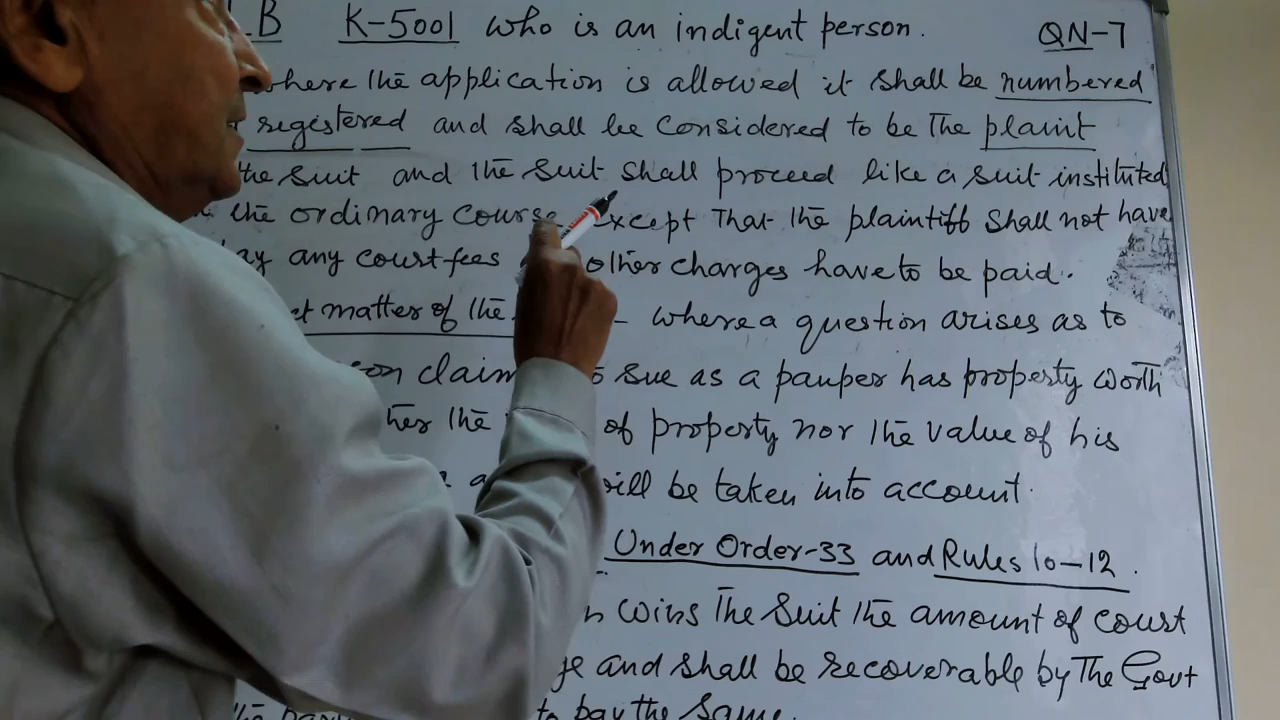 LB K-5001 who is an indigent person. QN-7
where the application is allowed it shall be numbered
registered and shall be considered to be the plaint
the suit and the suit shall proceed like a suit instituted
the ordinary course except That the plaintiff shall not have
any court fees other charges have to be paid.
matter of the where a question arises as to
claim sue as a pauper has property worth
the of property nor the value of his
will be taken into account.
Under Order-33 and Rules 10-12.
wins The Suit the amount of court
and shall be recoverable by The Govt
to pay the same.